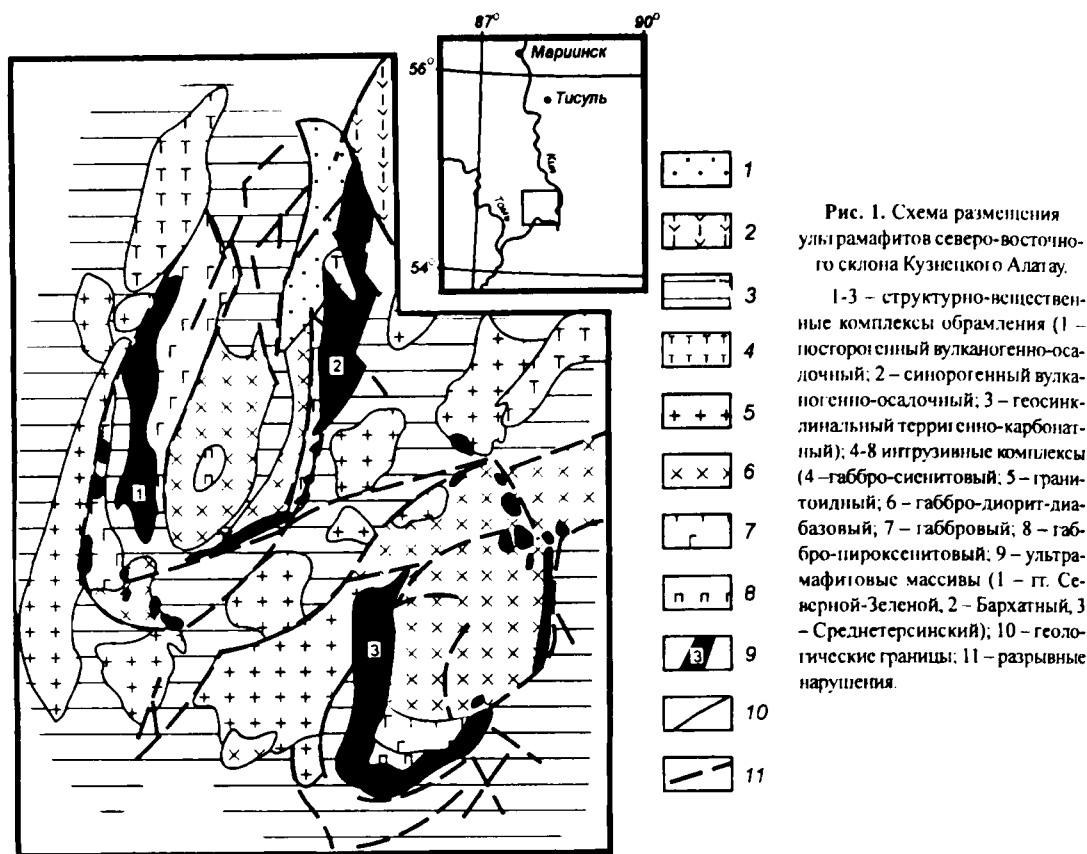 87° 90°
56°
Мариинск
Тисуль
Кия
Томь
54°
1
2
3
1
2
3
4
5
6
7
8
3 9
10
11
Рис. 1. Схема размещения
ультрамафитов северо-восточно-
го склона Кузнецкого Алатау.
1-3 – структурно-веществен-
ные комплексы обрамления (1 –
посторогенный вулканогенно-оса-
дочный; 2 – синорогенный вулка-
ногенно-осадочный; 3 – геосинк-
линальный терригенно-карбонат-
ный); 4-8 интрузивные комплексы
(4 –габбро-сиенитовый; 5 – грани-
тоидный; 6 – габбро-диорит-диа-
базовый; 7 – габбровый; 8 – габ-
бро-пироксенитовый; 9 – ультра-
мафитовые массивы (1 – гг. Се-
верной-Зеленой, 2 – Бархатный, 3
– Среднетерсинский); 10 – геоло-
гические границы; 11 – разрывные
нарушения.